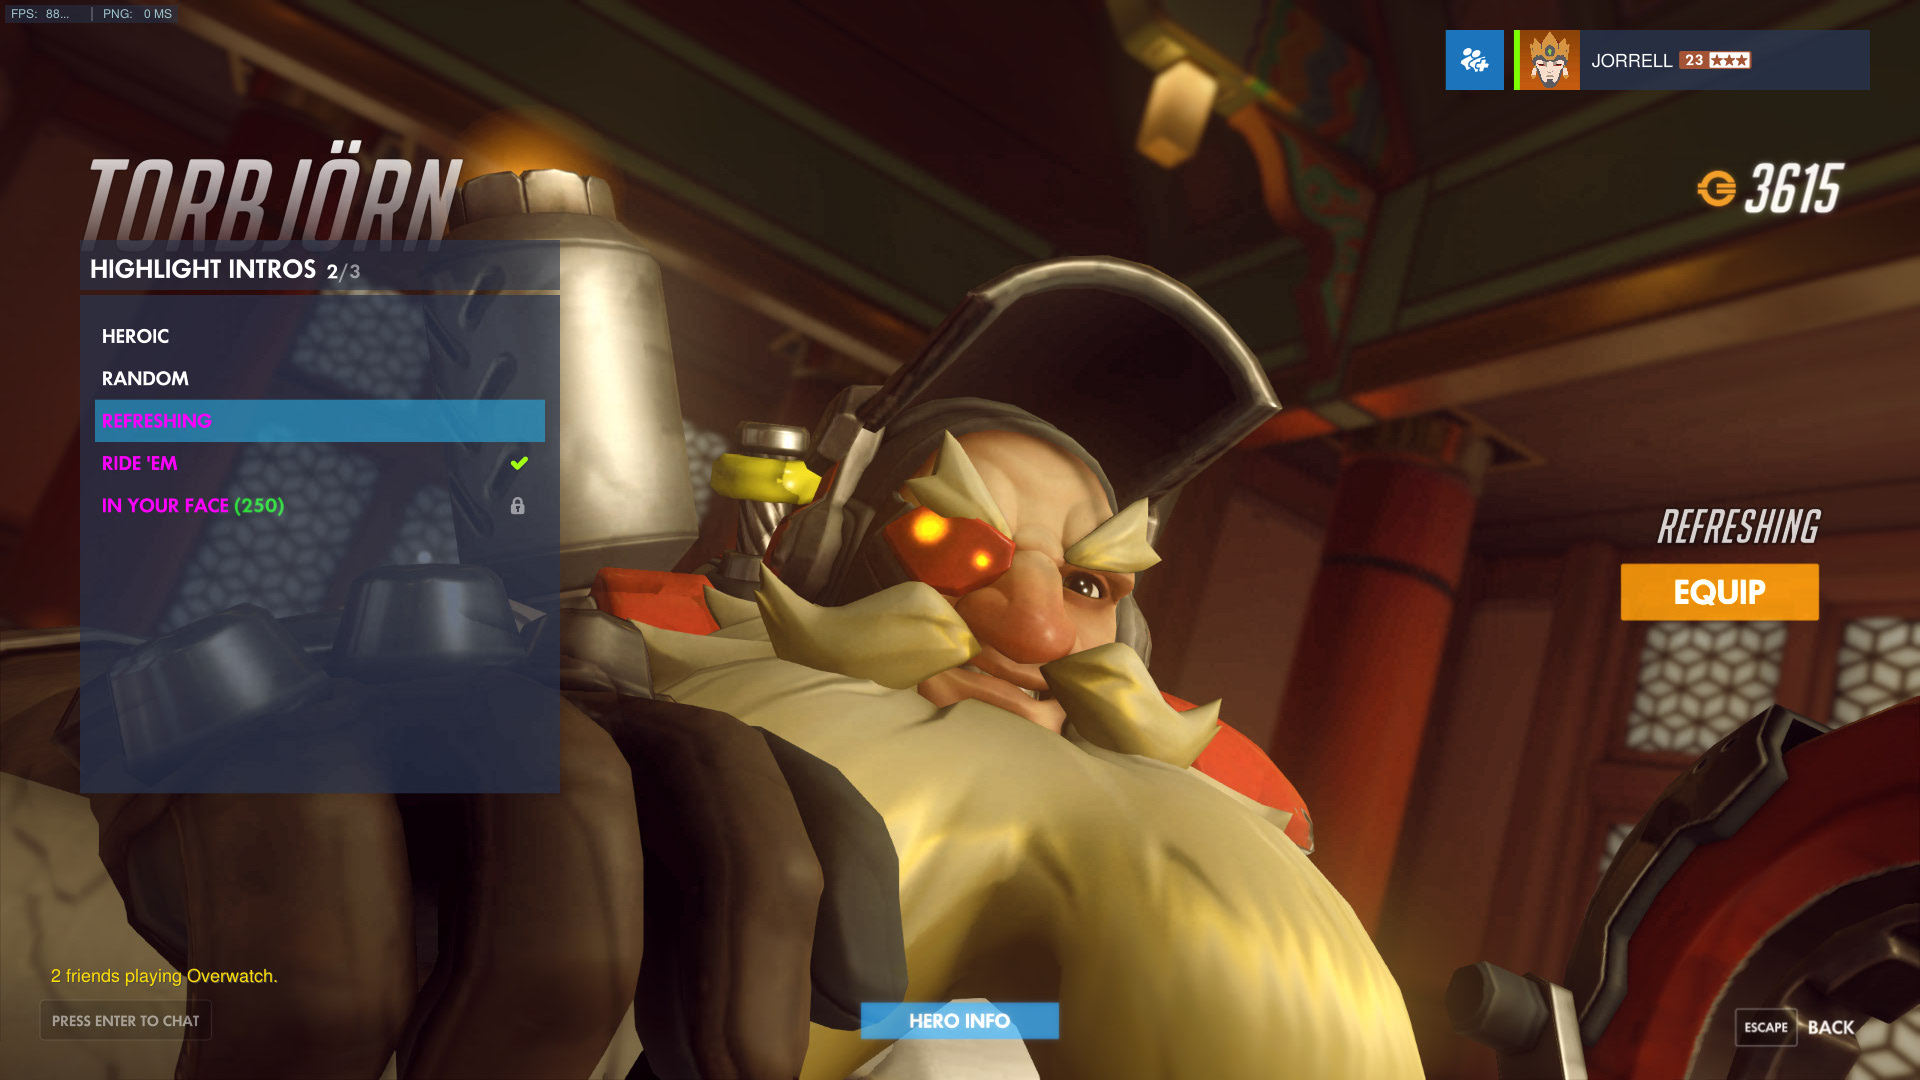 FPS: 88... | PNG: 0 MS
JORRELL 23 ★★★
TORBJÖRN
3615
HIGHLIGHT INTROS 2/3
HEROIC
RANDOM
REFRESHING
RIDE 'EM
IN YOUR FACE (250)
REFRESHING
EQUIP
2 friends playing Overwatch.
PRESS ENTER TO CHAT
HERO INFO
ESCAPE BACK